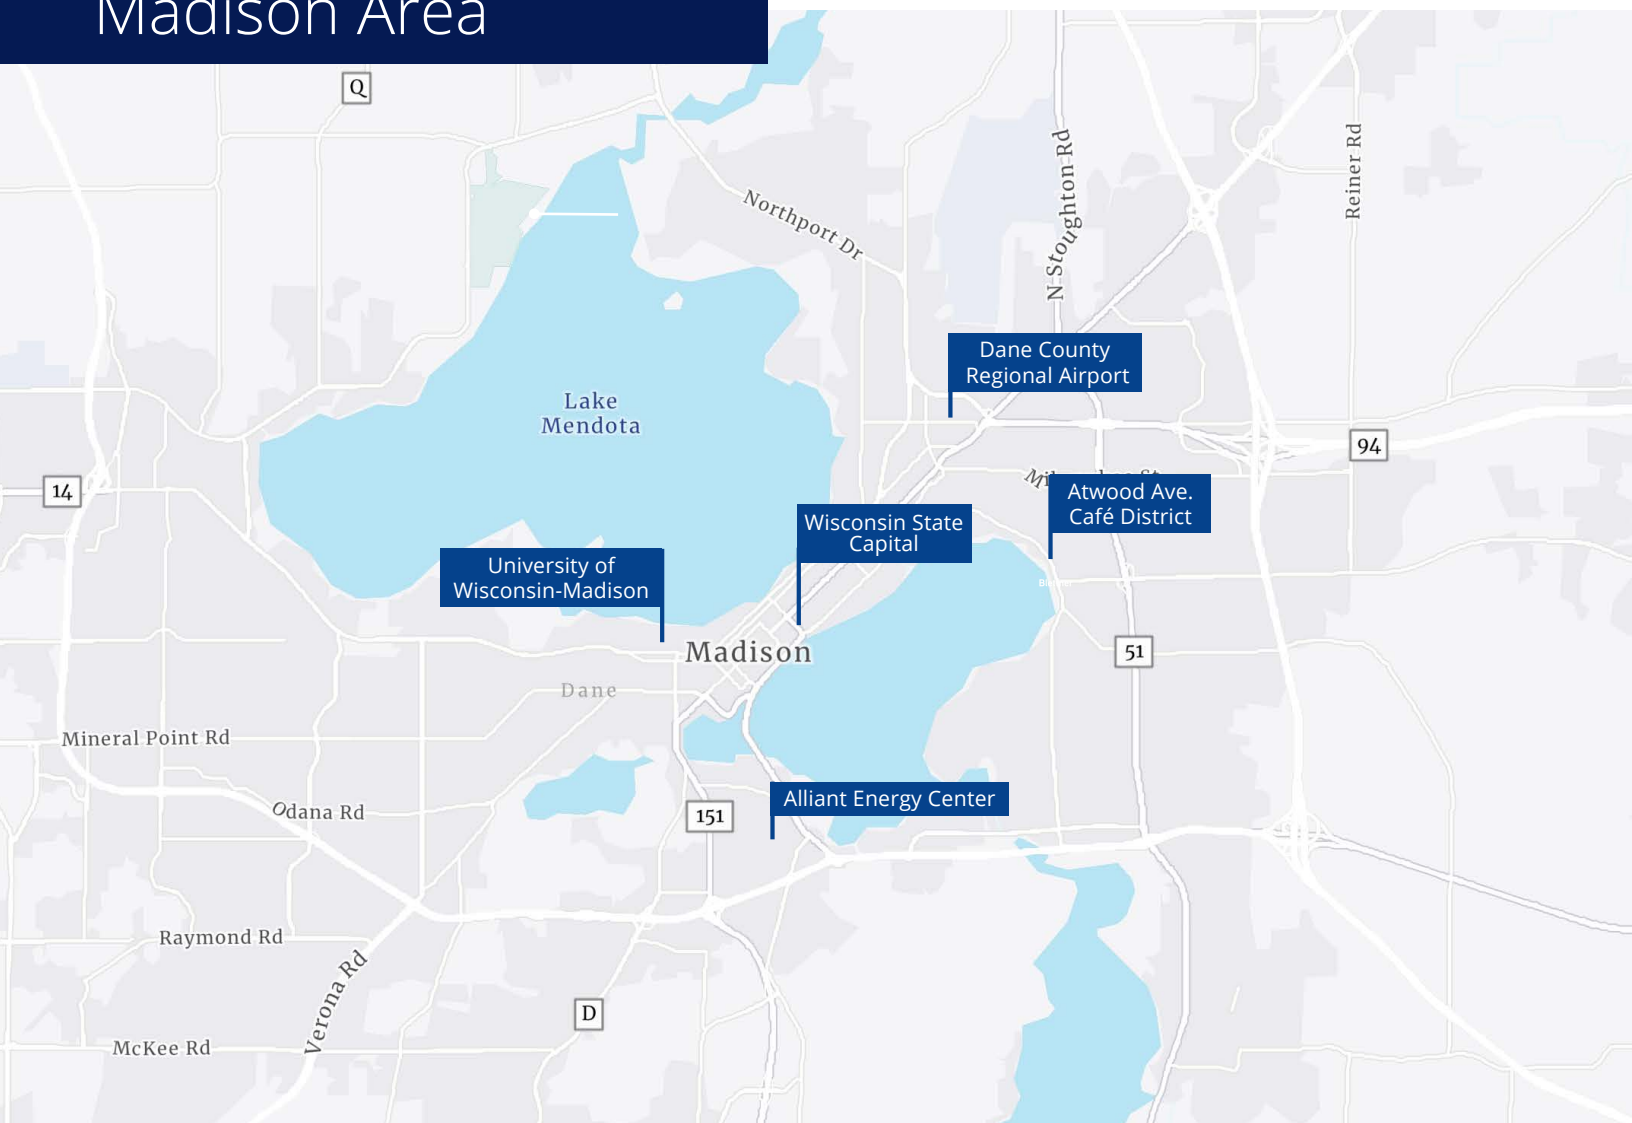 Madison Area
Q
Reiner Rd
N Stoughton Rd
Northport Dr
Dane County
Regional Airport
Lake
Mendota
94
14
Atwood Ave.
Café District
Wisconsin State
Capital
University of
Wisconsin-Madison
Madison
51
Dane
Mineral Point Rd
Alliant Energy Center
Odana Rd
151
Raymond Rd
Verona Rd
D
McKee Rd